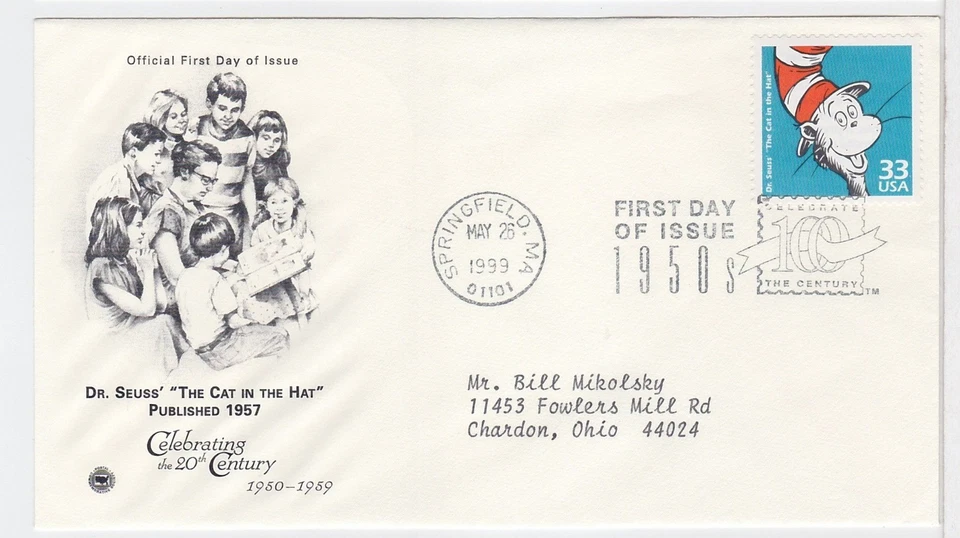 Official First Day of Issue
Dr. Seuss' "The Cat in the Hat"
Published 1957
Celebrating
the 20th Century
1950–1959
SPRINGFIELD, MA
MAY 26
1999
01101
FIRST DAY
OF ISSUE
1950s
Dr. Seuss' "The Cat in the Hat"
33
USA
CELEBRATE
100
THE CENTURY
TM
Mr. Bill Mikolsky
11453 Fowlers Mill Rd
Chardon, Ohio 44024